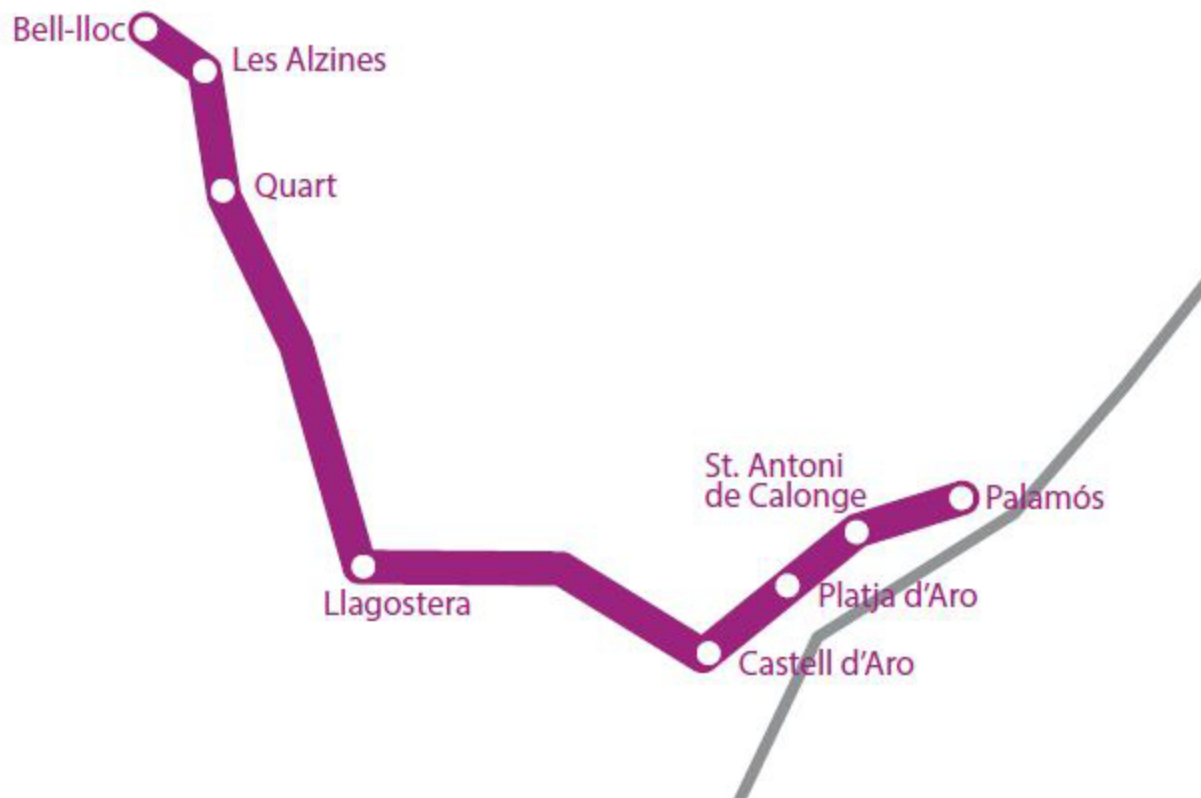 Bell-lloc
Les Alzines
Quart
St. Antoni
de Calonge
Palamós
Llagostera
Platja d'Aro
Castell d'Aro